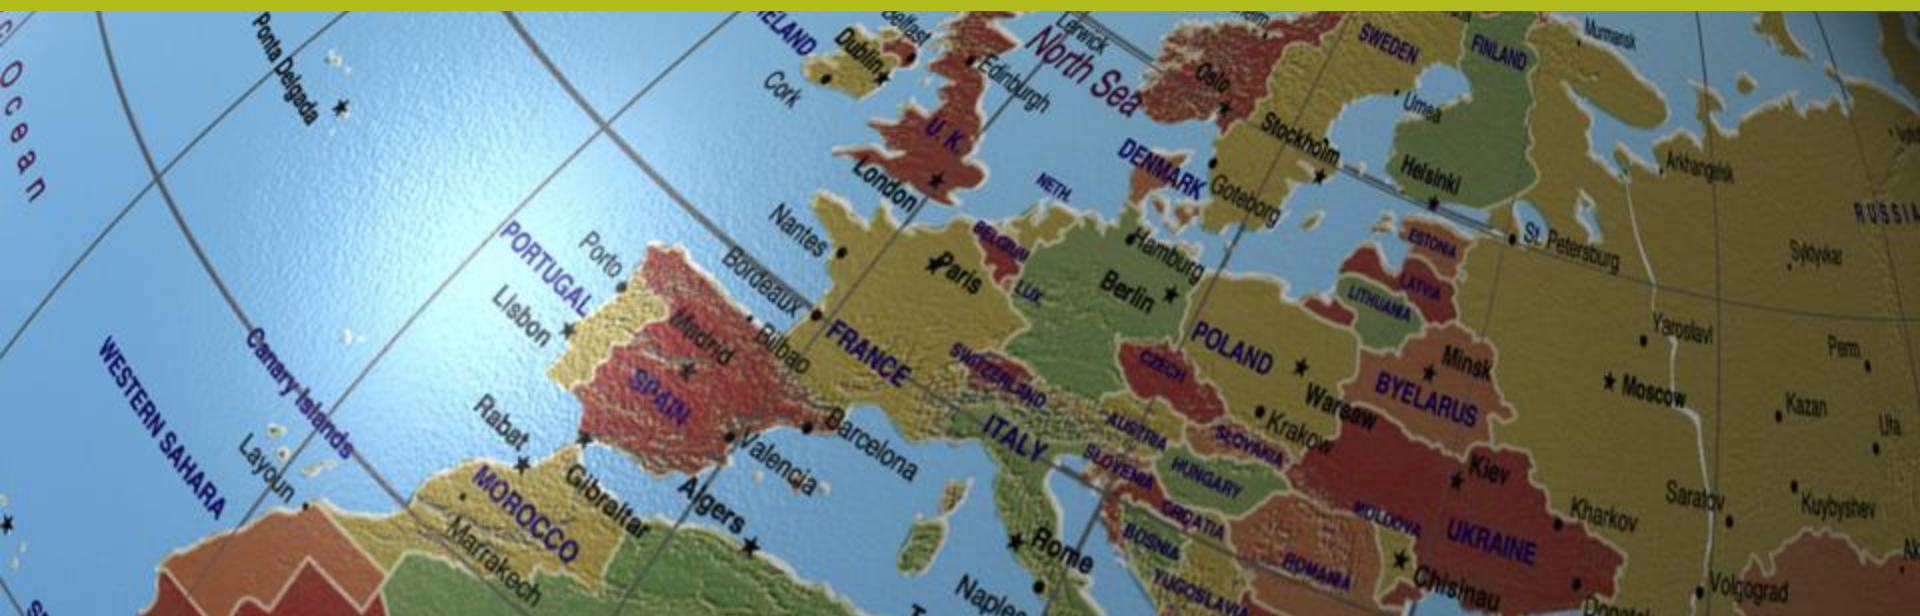 Ocean
Ponta Delgada
Belfast
Dublin
Cork
Edinburgh
Lerwick
North Sea
Oslo
SWEDEN
FINLAND
Murmansk
Umea
Stockholm
Helsinki
U.K.
London
DENMARK
Goteborg
NETH.
Arkhangelsk
RUSSIA
Nantes
BELGIUM
Hamburg
ESTONIA
St. Petersburg
Syktyvkar
PORTUGAL
Porto
Bordeaux
Paris
LUX.
Berlin
LATVIA
LITHUANIA
Lisbon
Madrid
Bilbao
FRANCE
SWITZERLAND
CZECH
POLAND
Warsaw
Minsk
BYELARUS
Yaroslavl
Perm
Moscow
WESTERN SAHARA
Canary Islands
SPAIN
Kazan
Ufa
Rabat
Valencia
Barcelona
ITALY
AUSTRIA
SLOVAKIA
Krakow
Layoun
MOROCCO
Gibraltar
Algers
SLOVENIA
HUNGARY
Kiev
Saratov
Kuybyshev
Marrakech
CROATIA
MOLDOVA
UKRAINE
Kharkov
Rome
BOSNIA
ROMANIA
Chisinau
Volgograd
Naples
YUGOSLAVIA